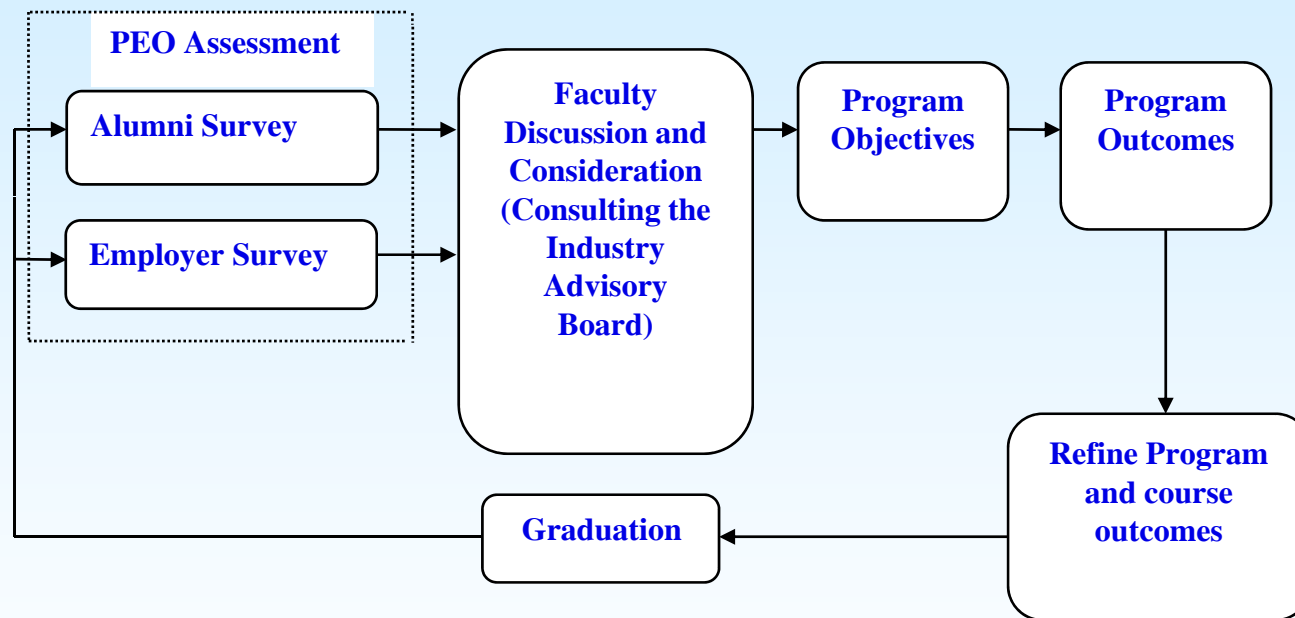 PEO Assessment
Alumni Survey
Employer Survey
Faculty
Discussion and
Consideration
(Consulting the
Industry
Advisory
Board)
Program
Objectives
Program
Outcomes
Refine Program
and course
outcomes
Graduation